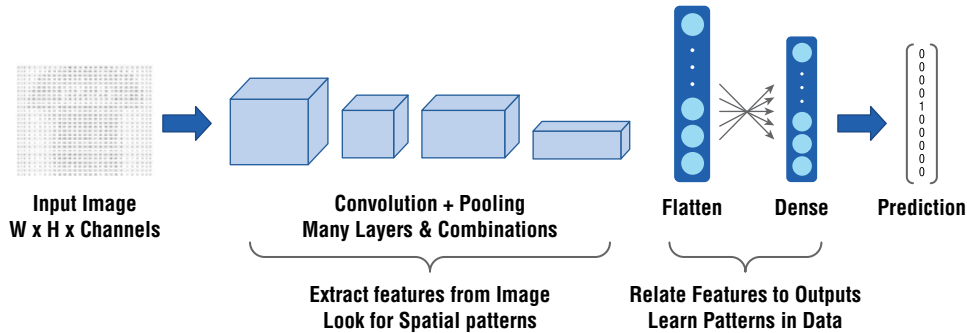 0
0
0
0
1
0
0
0
0
0
Input Image
W x H x Channels
Convolution + Pooling
Many Layers & Combinations
Flatten
Dense
Prediction
Extract features from Image
Look for Spatial patterns
Relate Features to Outputs
Learn Patterns in Data